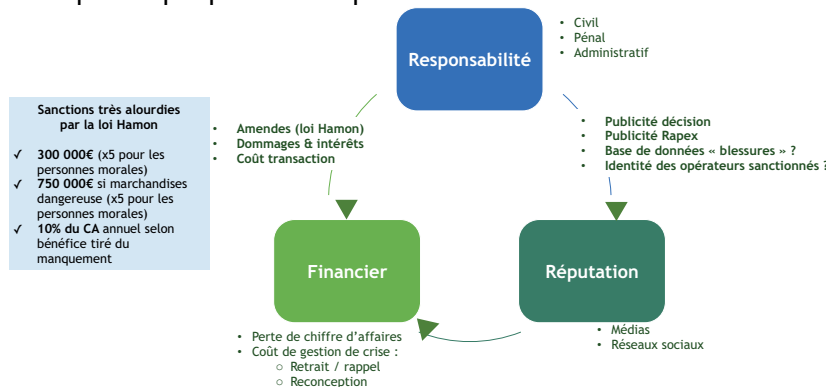 • Civil
• Pénal
• Administratif
Responsabilité
Sanctions très alourdies
par la loi Hamon
✓ 300 000€ (x5 pour les
personnes morales)
✓ 750 000€ si marchandises
dangereuse (x5 pour les
personnes morales)
✓ 10% du CA annuel selon
bénéfice tiré du
manquement
• Amendes (loi Hamon)
• Dommages & intérêts
• Coût transaction
• Publicité décision
• Publicité Rapex
• Base de données « blessures » ?
• Identité des opérateurs sanctionnés ?
Financier
Réputation
• Perte de chiffre d'affaires
• Coût de gestion de crise :
○ Retrait / rappel
○ Reconception
• Médias
• Réseaux sociaux